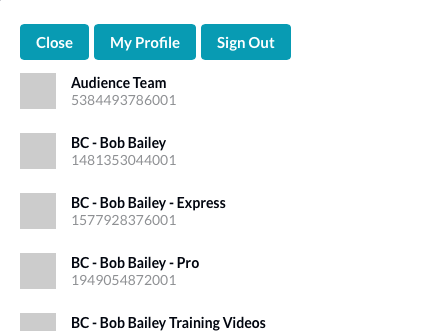 Close My Profile Sign Out
Audience Team
5384493786001
BC - Bob Bailey
1481353044001
BC - Bob Bailey - Express
1577928376001
BC - Bob Bailey - Pro
1949054872001
BC - Bob Bailey Training Videos